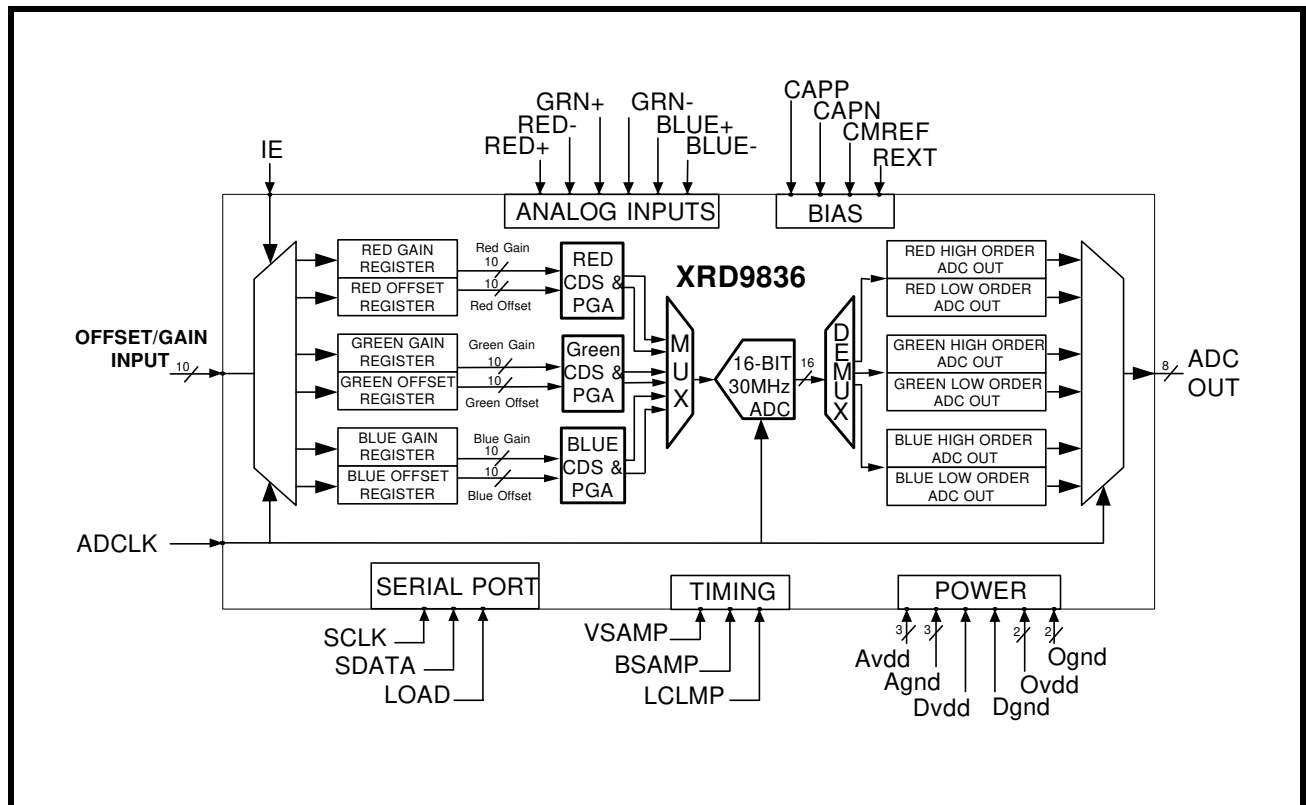 CAPP
CAPN
CMREF
REXT
GRN+
GRN-
RED-
BLUE+
RED+
BLUE-
IE
ANALOG INPUTS
BIAS
XRD9836
OFFSET/GAIN
INPUT
10
RED GAIN
REGISTER
RED OFFSET
REGISTER
Red Gain
10
10
Red Offset
RED
CDS &
PGA
GREEN GAIN
REGISTER
GREEN OFFSET
REGISTER
Green Gain
10
10
Green Offset
Green
CDS &
PGA
BLUE GAIN
REGISTER
BLUE OFFSET
REGISTER
Blue Gain
10
10
Blue Offset
BLUE
CDS &
PGA
MUX
16-BIT
30MHz
ADC
16
DEMUX
RED HIGH ORDER
ADC OUT
RED LOW ORDER
ADC OUT
GREEN HIGH ORDER
ADC OUT
GREEN LOW ORDER
ADC OUT
BLUE HIGH ORDER
ADC OUT
BLUE LOW ORDER
ADC OUT
8
ADC
OUT
ADCLK
SERIAL PORT
SCLK
SDATA
LOAD
TIMING
VSAMP
BSAMP
LCLMP
POWER
3
3
2
2
Avdd
Agnd
Dvdd
Dgnd
Ovdd
Ognd